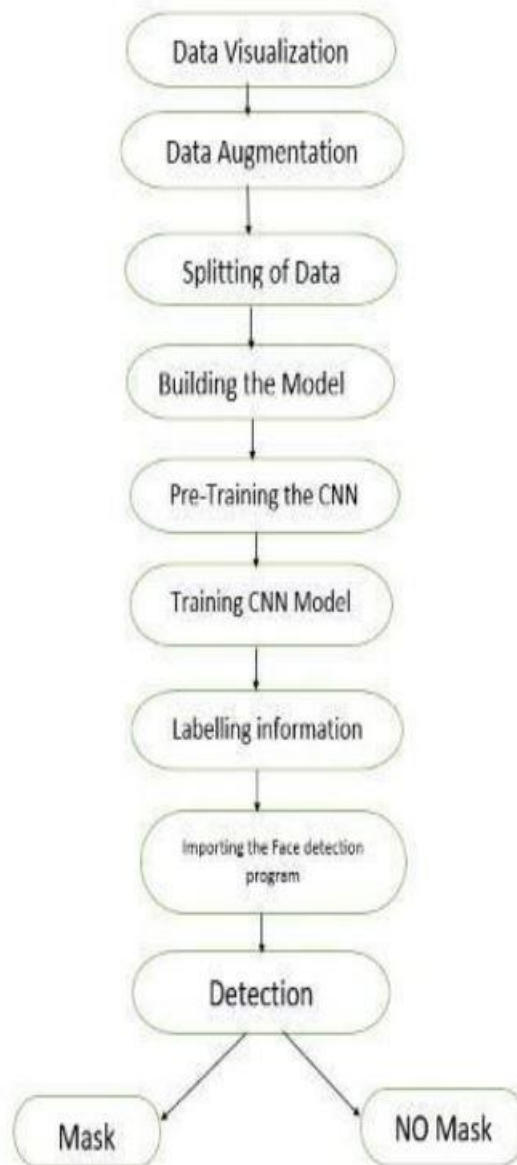 Data Visualization
Data Augmentation
Splitting of Data
Building the Model
Pre-Training the CNN
Training CNN Model
Labelling information
Importing the Face detection
program
Detection
Mask
NO Mask